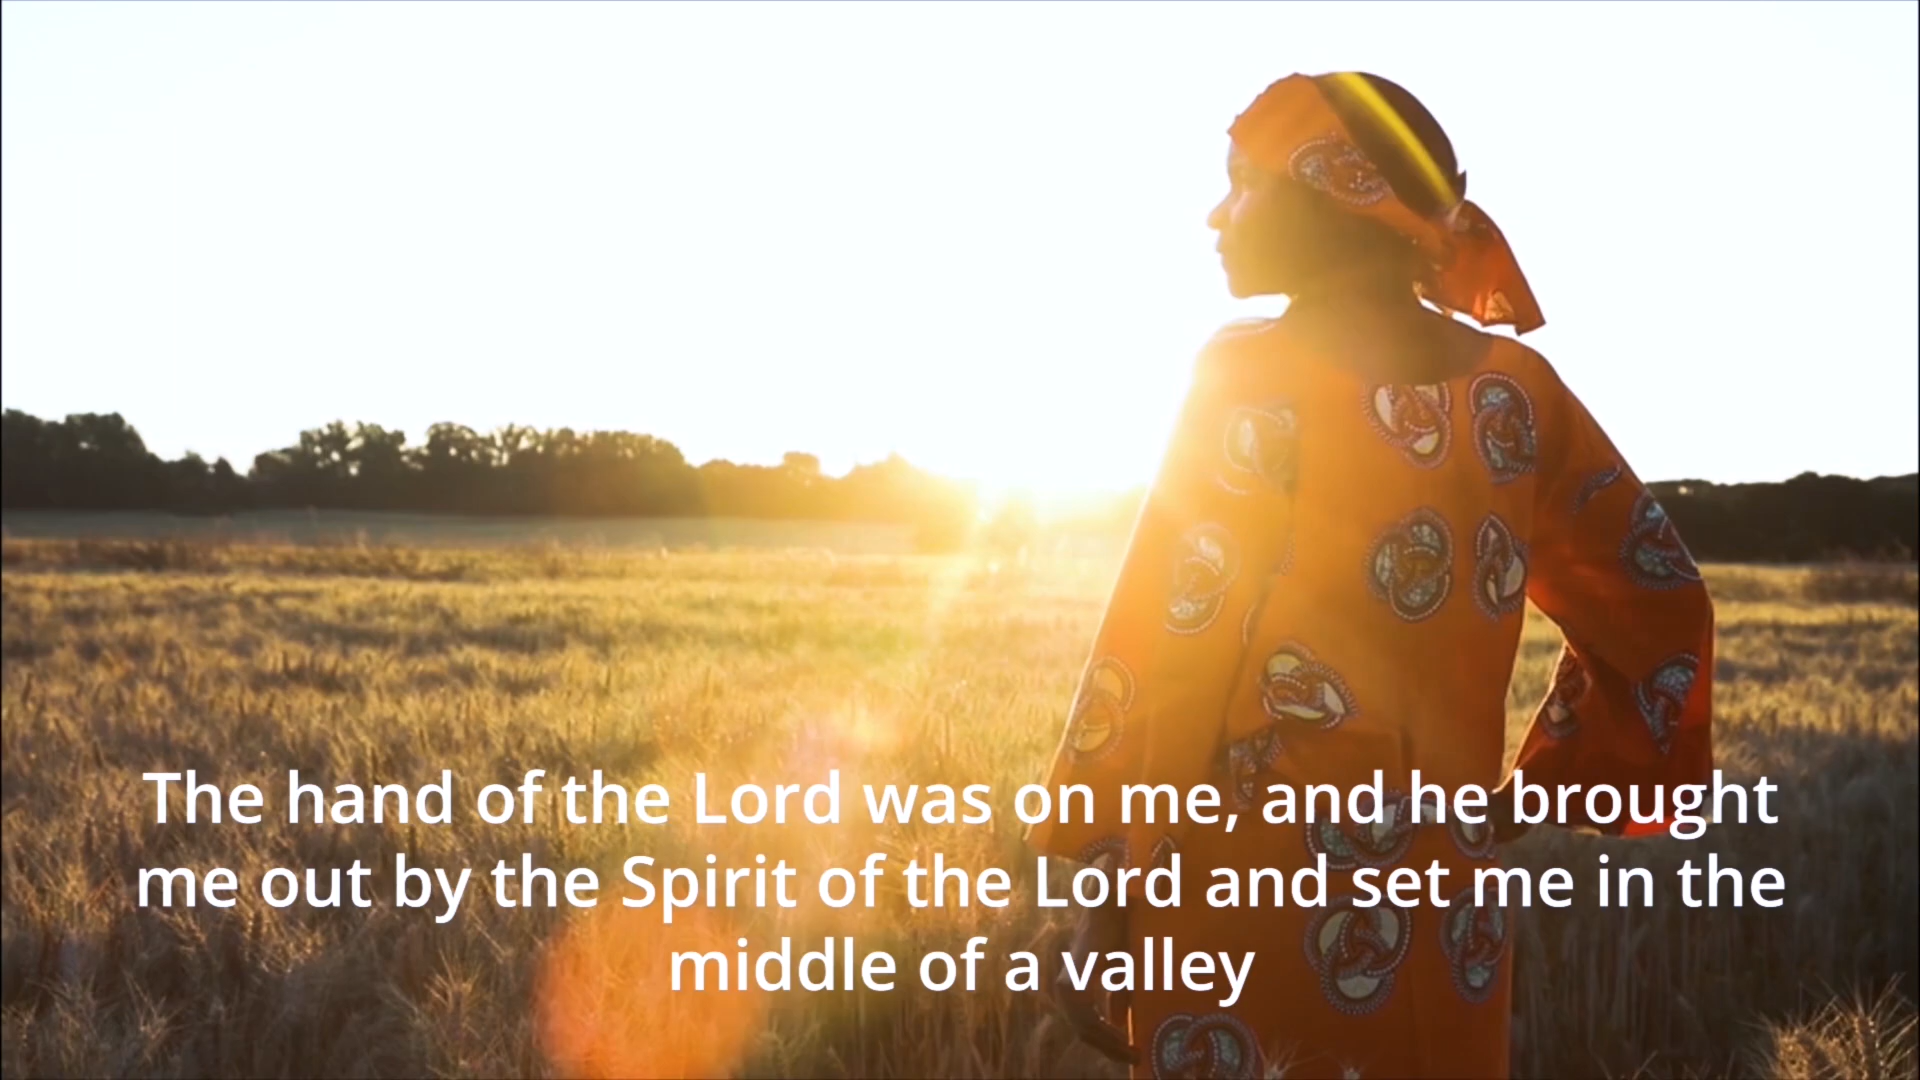 The hand of the Lord was on me, and he brought
me out by the Spirit of the Lord and set me in the
middle of a valley